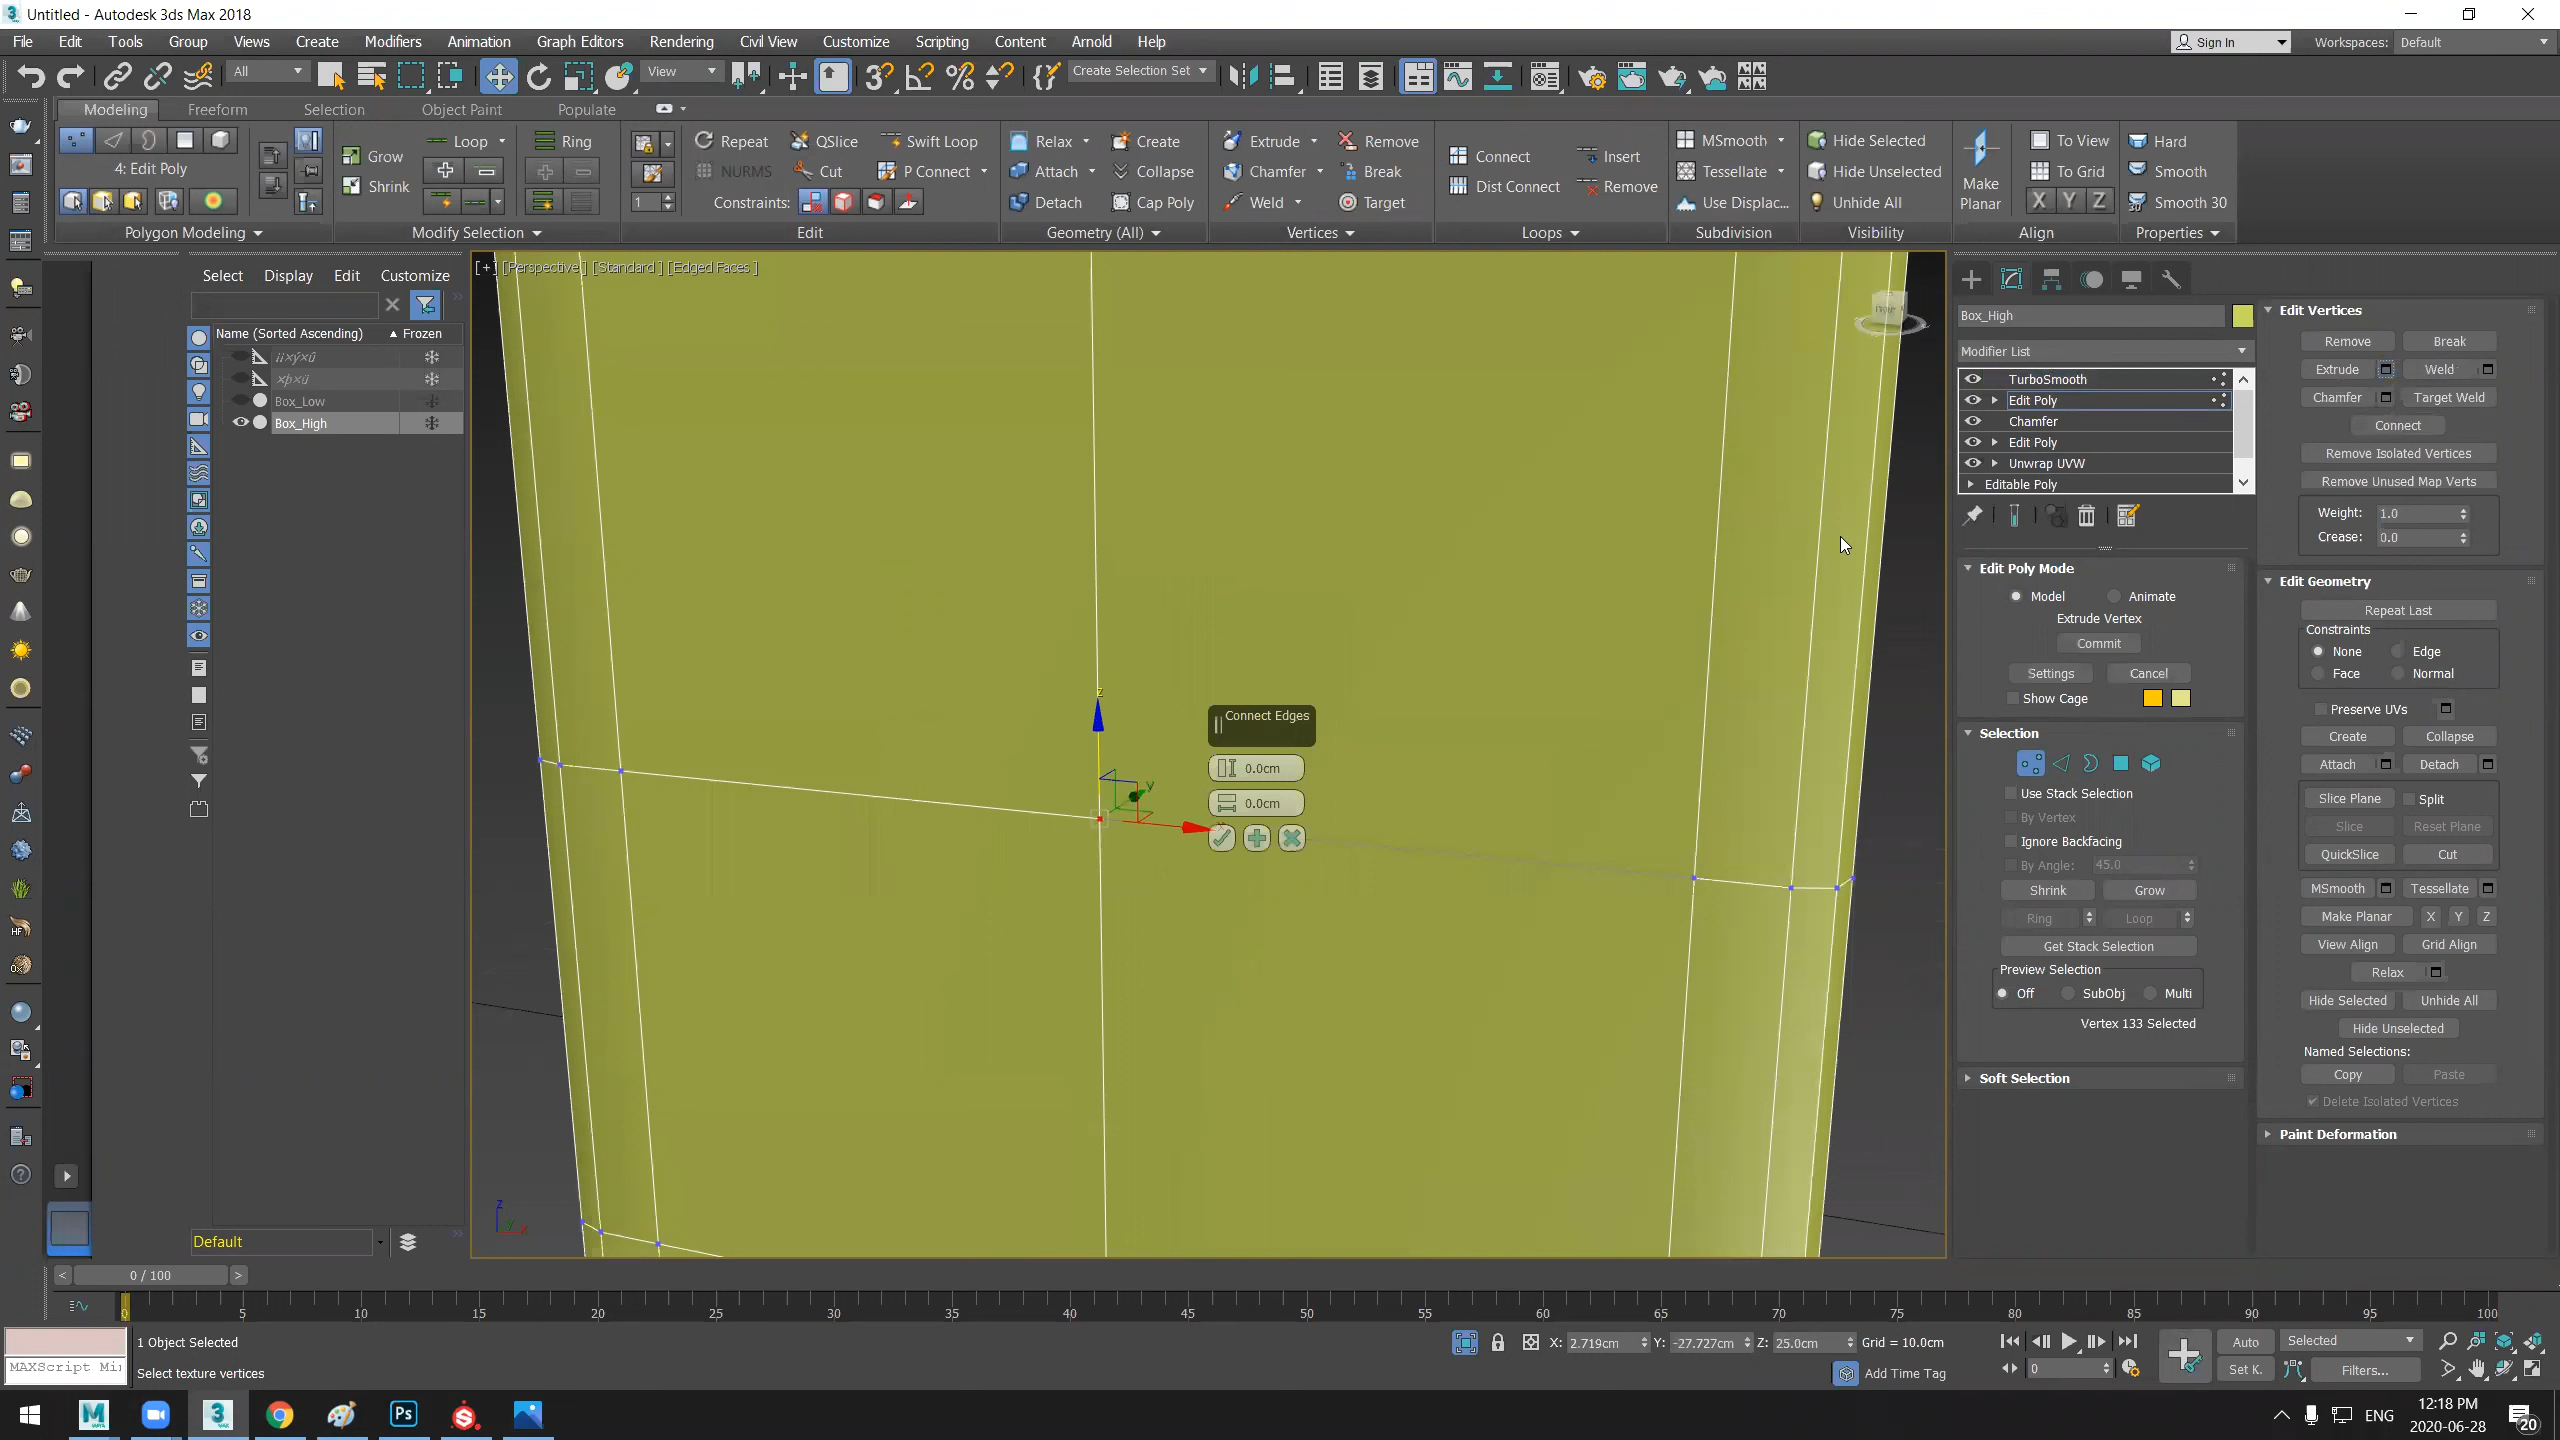 Untitled - Autodesk 3ds Max 2018
File Edit Tools Group Views Create Modifiers Animation Graph Editors Rendering Civil View Customize Scripting Content Arnold Help
Sign In Workspaces: Default
All View Create Selection Set
Modeling Freeform Selection Object Paint Populate
Loop Ring Repeat QSlice Swift Loop Relax Create Extrude Remove MSmooth Hide Selected To View Hard
Grow Connect Insert
4: Edit Poly NURMS Cut P Connect Attach Collapse Chamfer Break Tessellate Hide Unselected Make Planar To Grid Smooth
Shrink Dist Connect Remove
1 Constraints: Detach Cap Poly Weld Target Use Displac... Unhide All X Y Z Smooth 30
Polygon Modeling Modify Selection Edit Geometry (All) Vertices Loops Subdivision Visibility Align Properties
Select Display Edit Customize
[+] [Perspective] [Standard] [Edged Faces]
Name (Sorted Ascending) Frozen
Box_Low
Box_High
Default
Connect Edges
0.0cm
0.0cm
z
y
z
y x
Box_High
Modifier List
TurboSmooth
Edit Poly
Chamfer
Edit Poly
Unwrap UVW
Editable Poly
Edit Poly Mode
Model Animate
Extrude Vertex
Commit
Settings Cancel
Show Cage
Selection
Use Stack Selection
By Vertex
Ignore Backfacing
By Angle: 45.0
Shrink Grow
Ring Loop
Get Stack Selection
Preview Selection
Off SubObj Multi
Vertex 133 Selected
Soft Selection
Edit Vertices
Remove Break
Extrude Weld
Chamfer Target Weld
Connect
Remove Isolated Vertices
Remove Unused Map Verts
Weight: 1.0
Crease: 0.0
Edit Geometry
Repeat Last
Constraints
None Edge
Face Normal
Preserve UVs
Create Collapse
Attach Detach
Slice Plane Split
Slice Reset Plane
QuickSlice Cut
MSmooth Tessellate
Make Planar X Y Z
View Align Grid Align
Relax
Hide Selected Unhide All
Hide Unselected
Named Selections:
Copy Paste
Delete Isolated Vertices
Paint Deformation
< 0 / 100 >
0 5 10 15 20 25 30 35 40 45 50 55 60 65 70 75 80 85 90 95 100
1 Object Selected X: 2.719cm Y: -27.727cm Z: 25.0cm Grid = 10.0cm Auto Selected
MAXScript Mi Select texture vertices Add Time Tag 0 Set K. Filters...
ENG 12:18 PM
2020-06-28
20